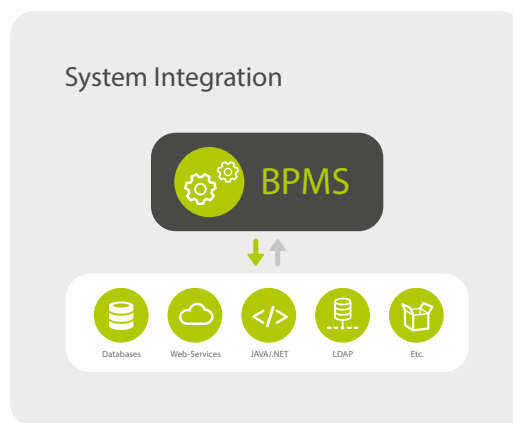 System Integration
BPMS
</>
Databases Web-Services JAVA/.NET LDAP Etc.